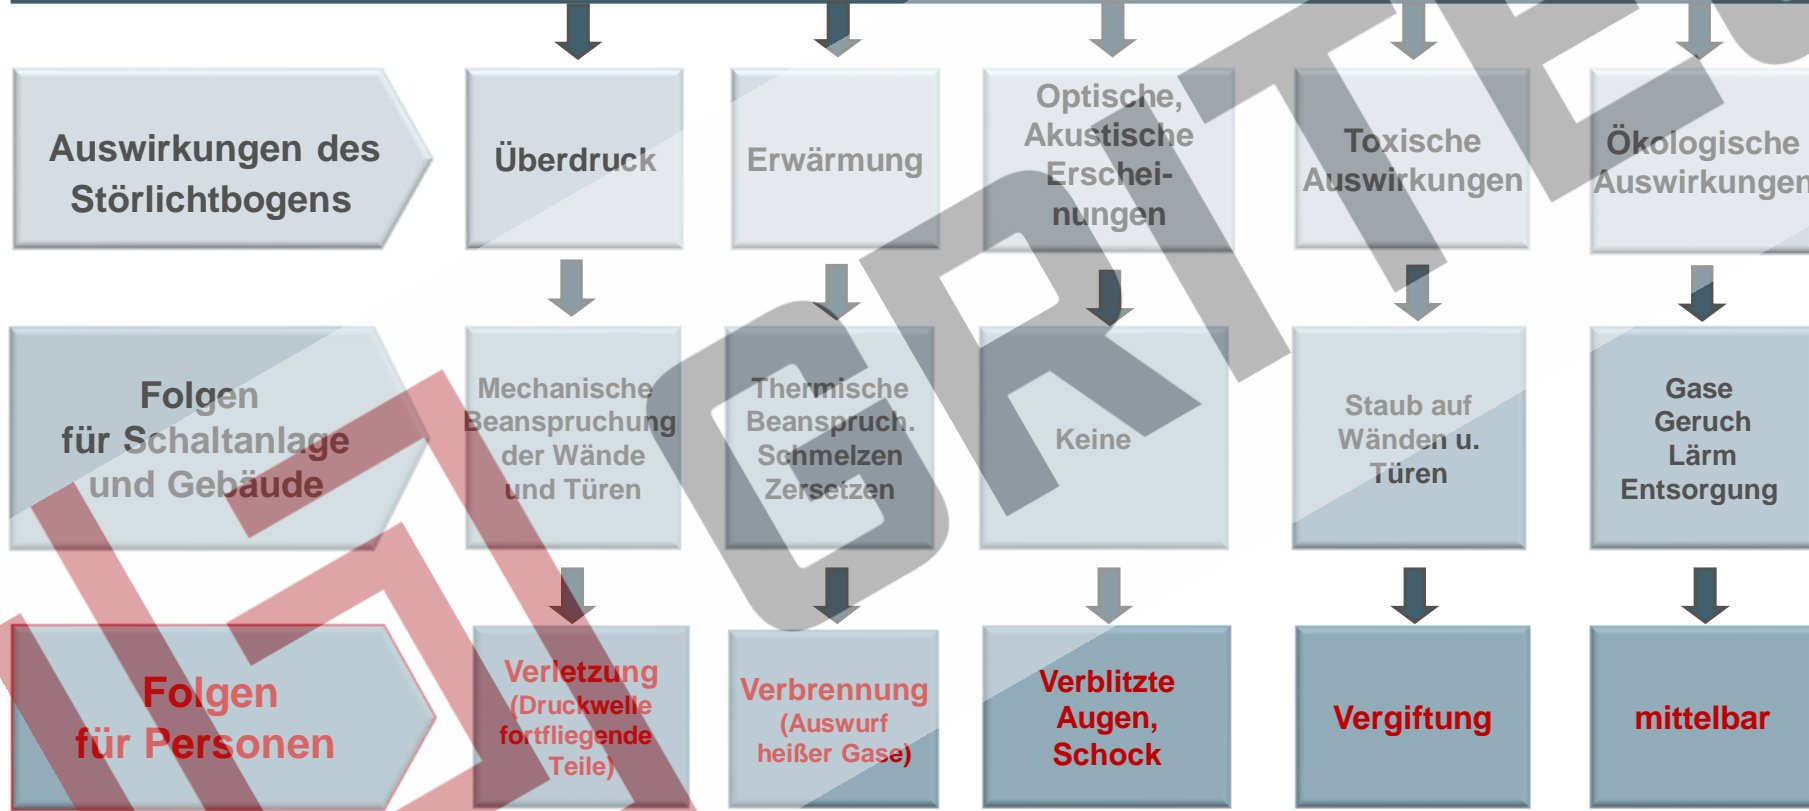 Auswirkungen des
Störlichtbogens
Überdruck
Erwärmung
Optische,
Akustische
Erschei-
nungen
Toxische
Auswirkungen
Ökologische
Auswirkungen
Folgen
für Schaltanlage
und Gebäude
Mechanische
Beanspruchung
der Wände
und Türen
Thermische
Beanspruch.
Schmelzen
Zersetzen
Keine
Staub auf
Wänden u.
Türen
Gase
Geruch
Lärm
Entsorgung
Folgen
für Personen
Verletzung
(Druckwelle
fortfliegende
Teile)
Verbrennung
(Auswurf
heißer Gase)
Verblitzte
Augen,
Schock
Vergiftung
mittelbar